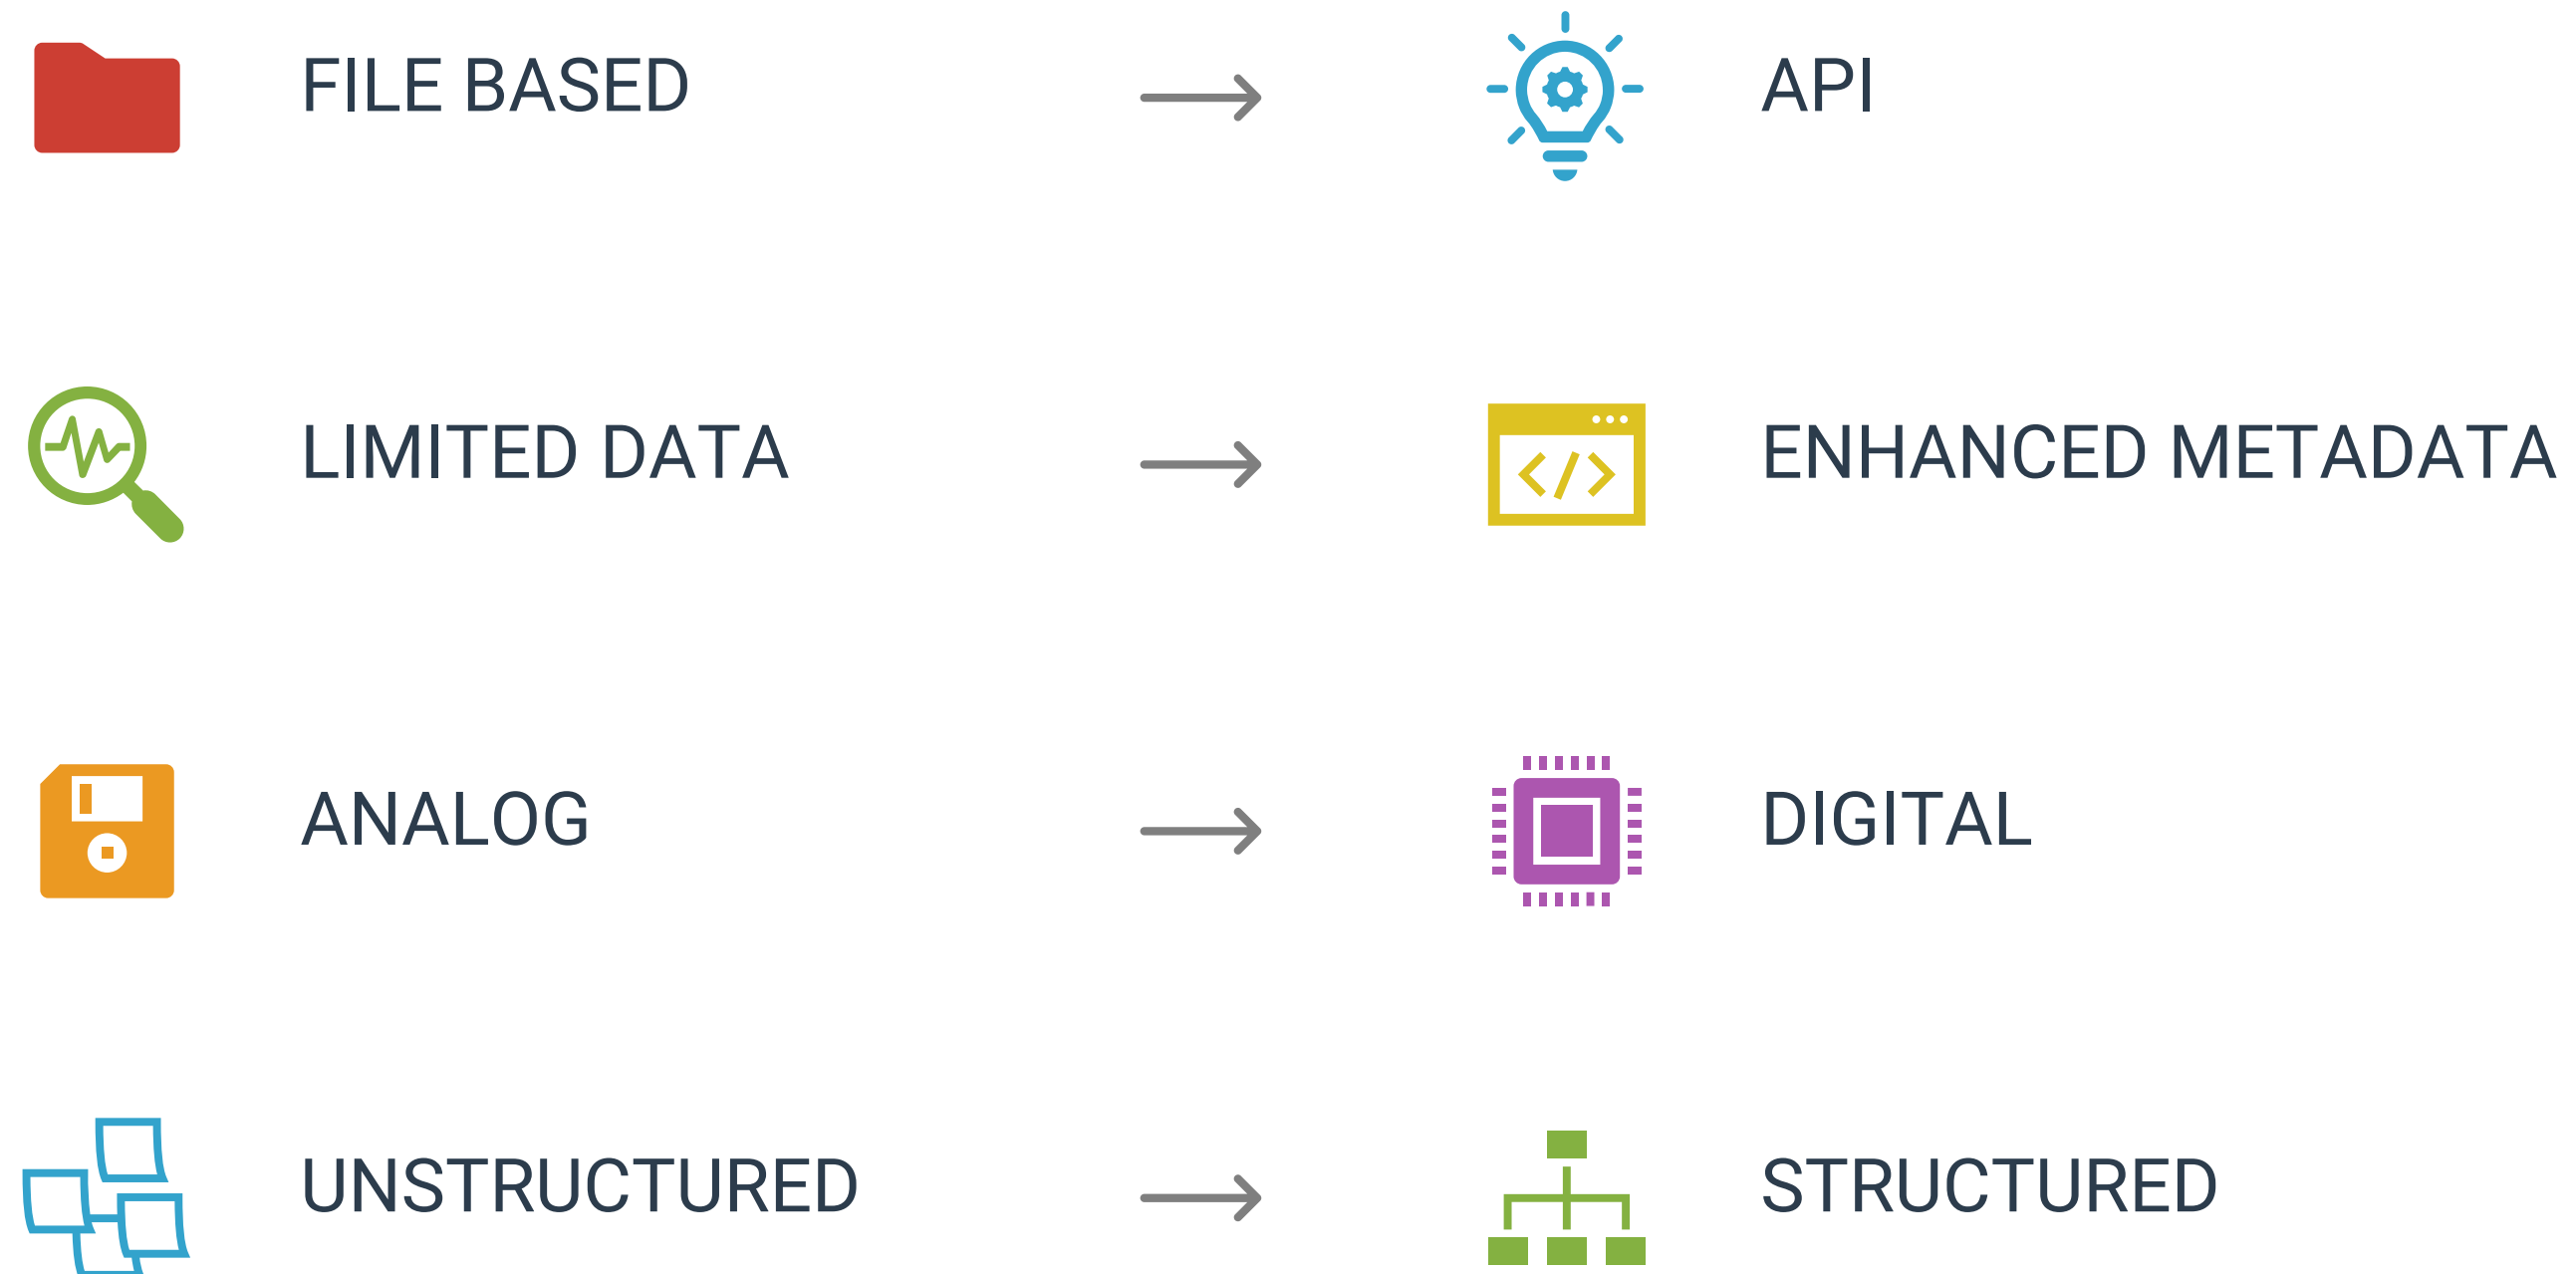 FILE BASED
API
LIMITED DATA
ENHANCED METADATA
ANALOG
DIGITAL
UNSTRUCTURED
STRUCTURED